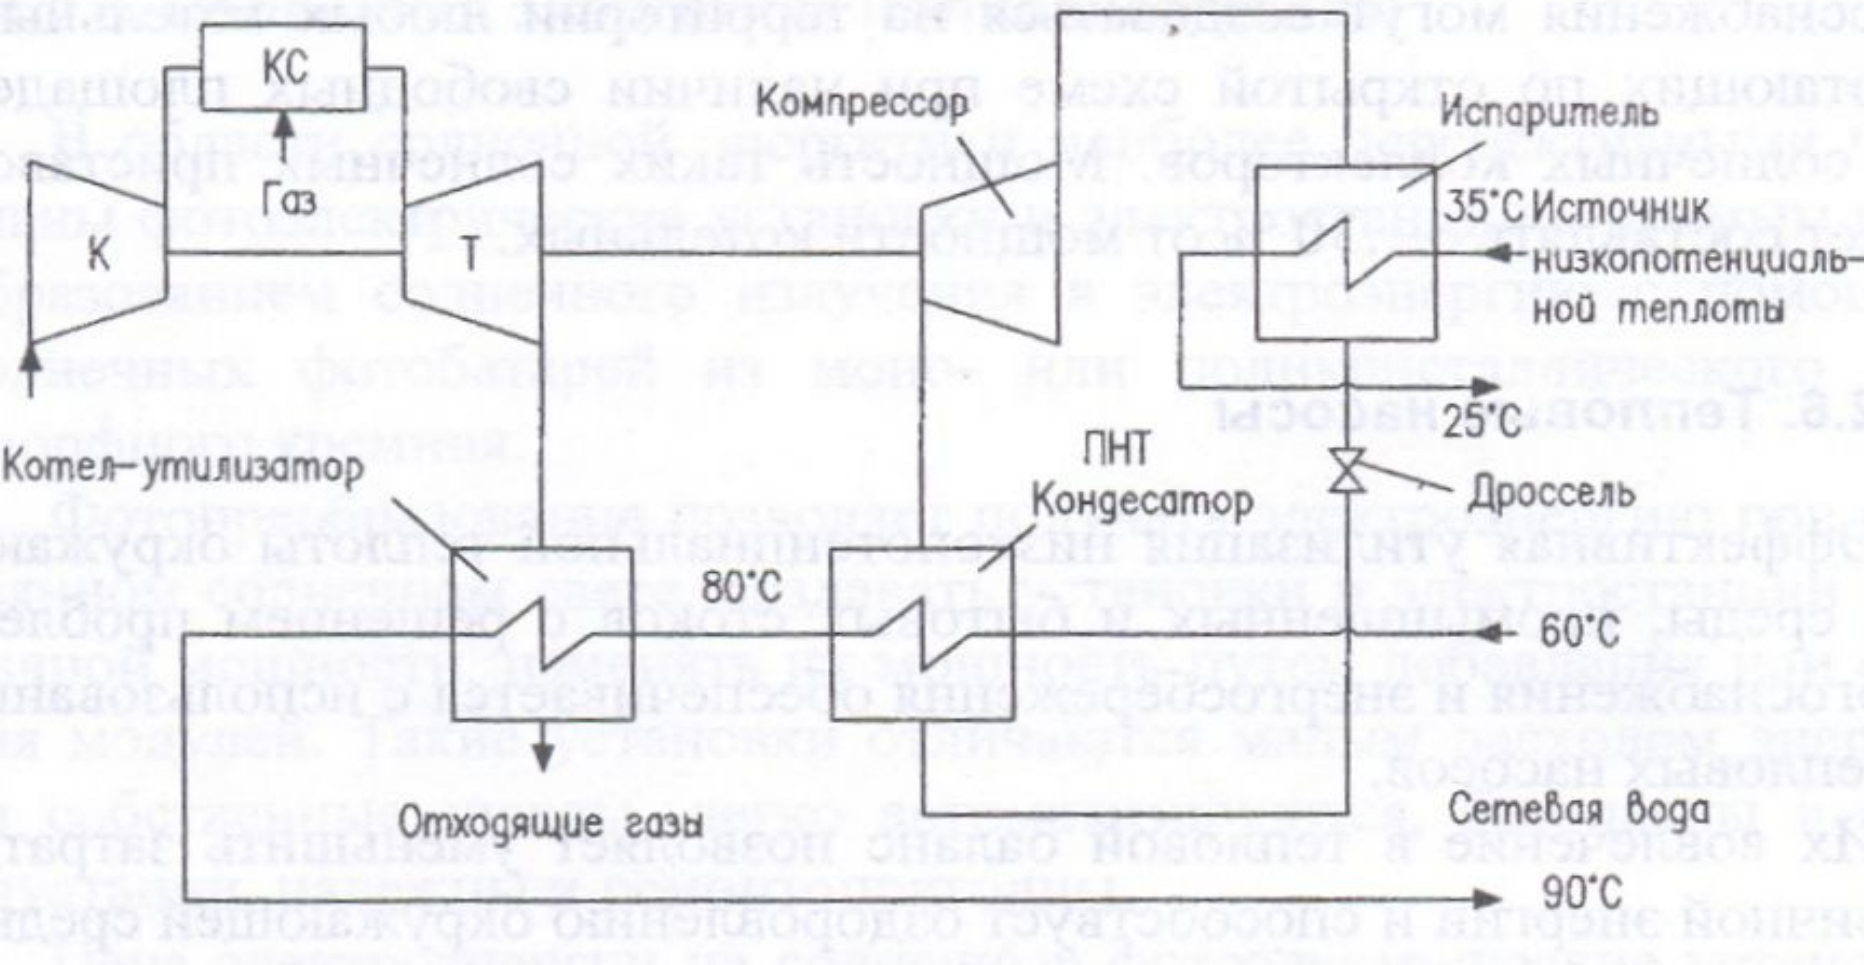 КС
Газ
К
Т
Компрессор
Испаритель
35°C Источник
низкопотенциаль-
ной теплоты
25°C
Котел-утилизатор
ПНТ
Кондесатор
Дроссель
80°C
60°C
Отходящие газы
Сетевая вода
90°C